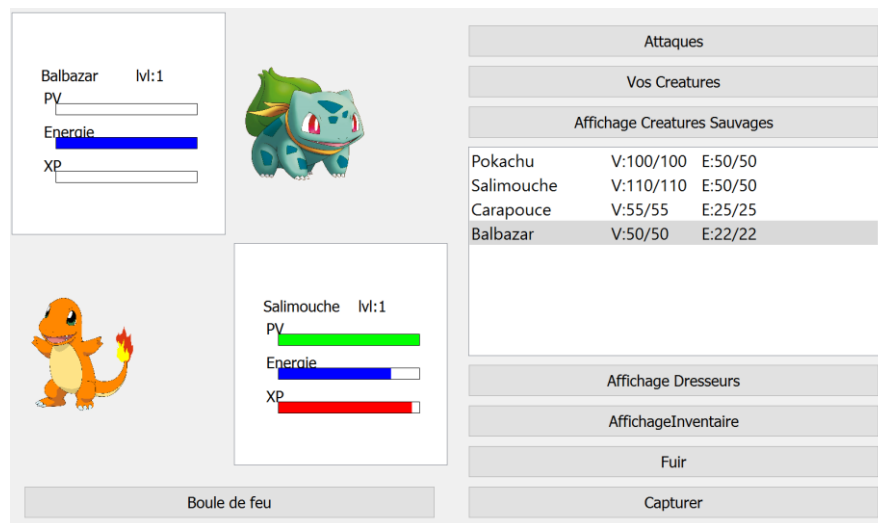 Balbazar lvl:1
PV
Energie
XP
Salimouche lvl:1
PV
Energie
XP
Boule de feu
Attaques
Vos Creatures
Affichage Creatures Sauvages
Pokachu V:100/100 E:50/50
Salimouche V:110/110 E:50/50
Carapouce V:55/55 E:25/25
Balbazar V:50/50 E:22/22
Affichage Dresseurs
AffichageInventaire
Fuir
Capturer